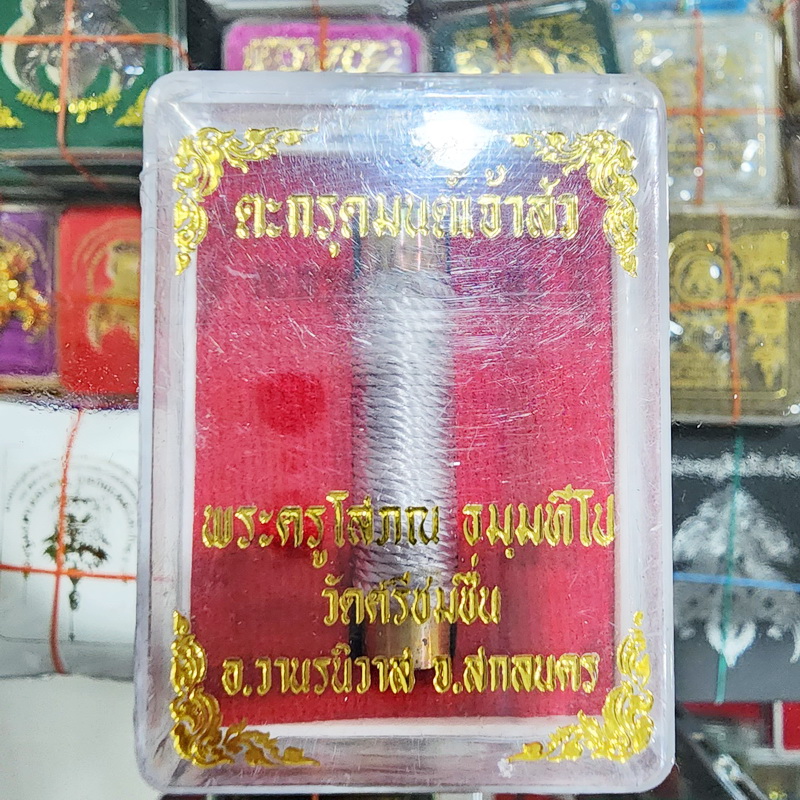 ตะกรุดมนต์เจ้าสัว
พระครูโสภณ ธมฺมทีโป
วัดศรีชมชื่น
อ.วานรนิวาส จ.สกลนคร